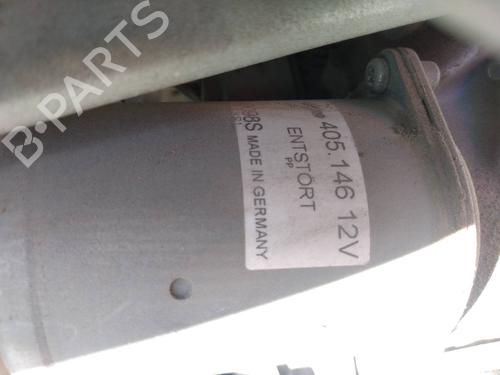 B-PARTS
405.146 12V
ENTSTÖRT
PP
MADE IN GERMANY